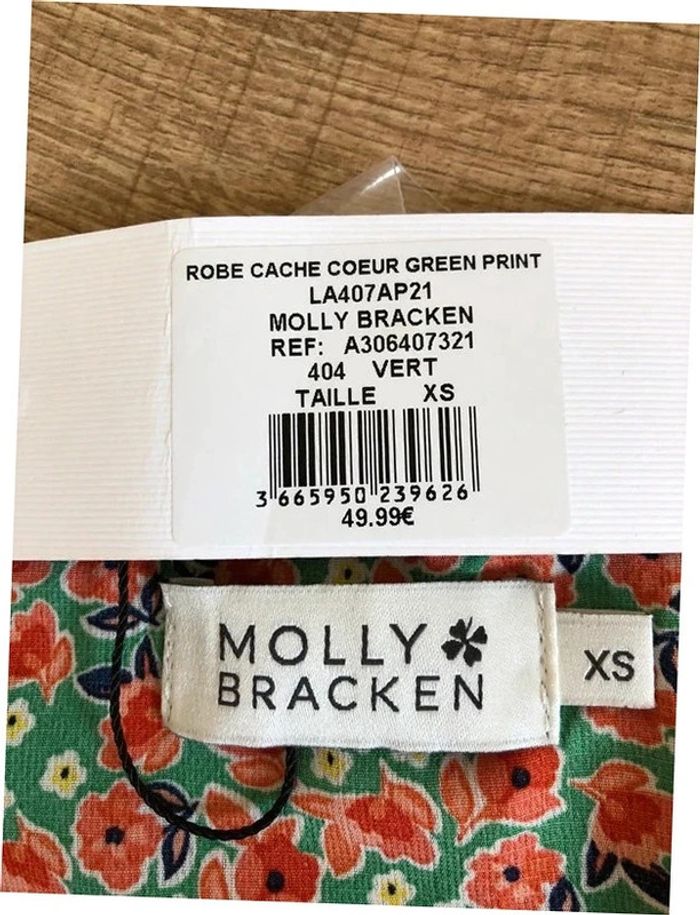 ROBE CACHE COEUR GREEN PRINT
LA407AP21
MOLLY BRACKEN
REF: A306407321
404 VERT
TAILLE XS
3 665950 239626
49.99€
MOLLY
BRACKEN
XS